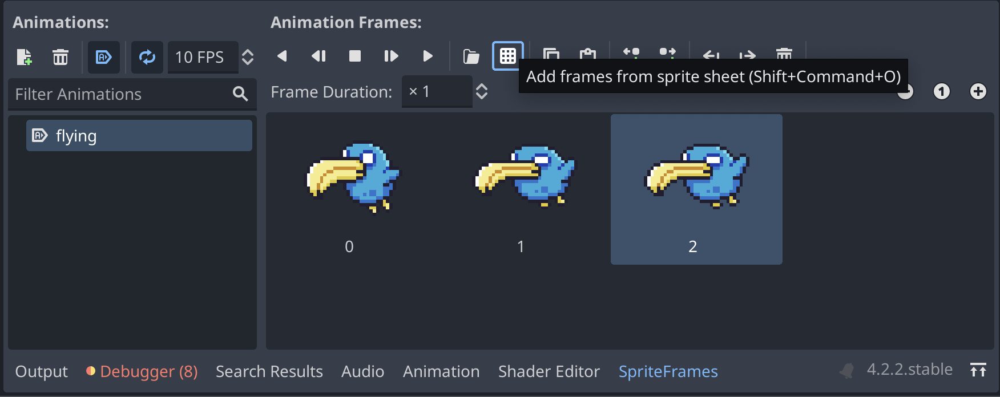 Animations:
Animation Frames:
10 FPS
Add frames from sprite sheet (Shift+Command+O)
Filter Animations
Frame Duration:
× 1
1
flying
0
1
2
Output
Debugger (8)
Search Results
Audio
Animation
Shader Editor
SpriteFrames
4.2.2.stable